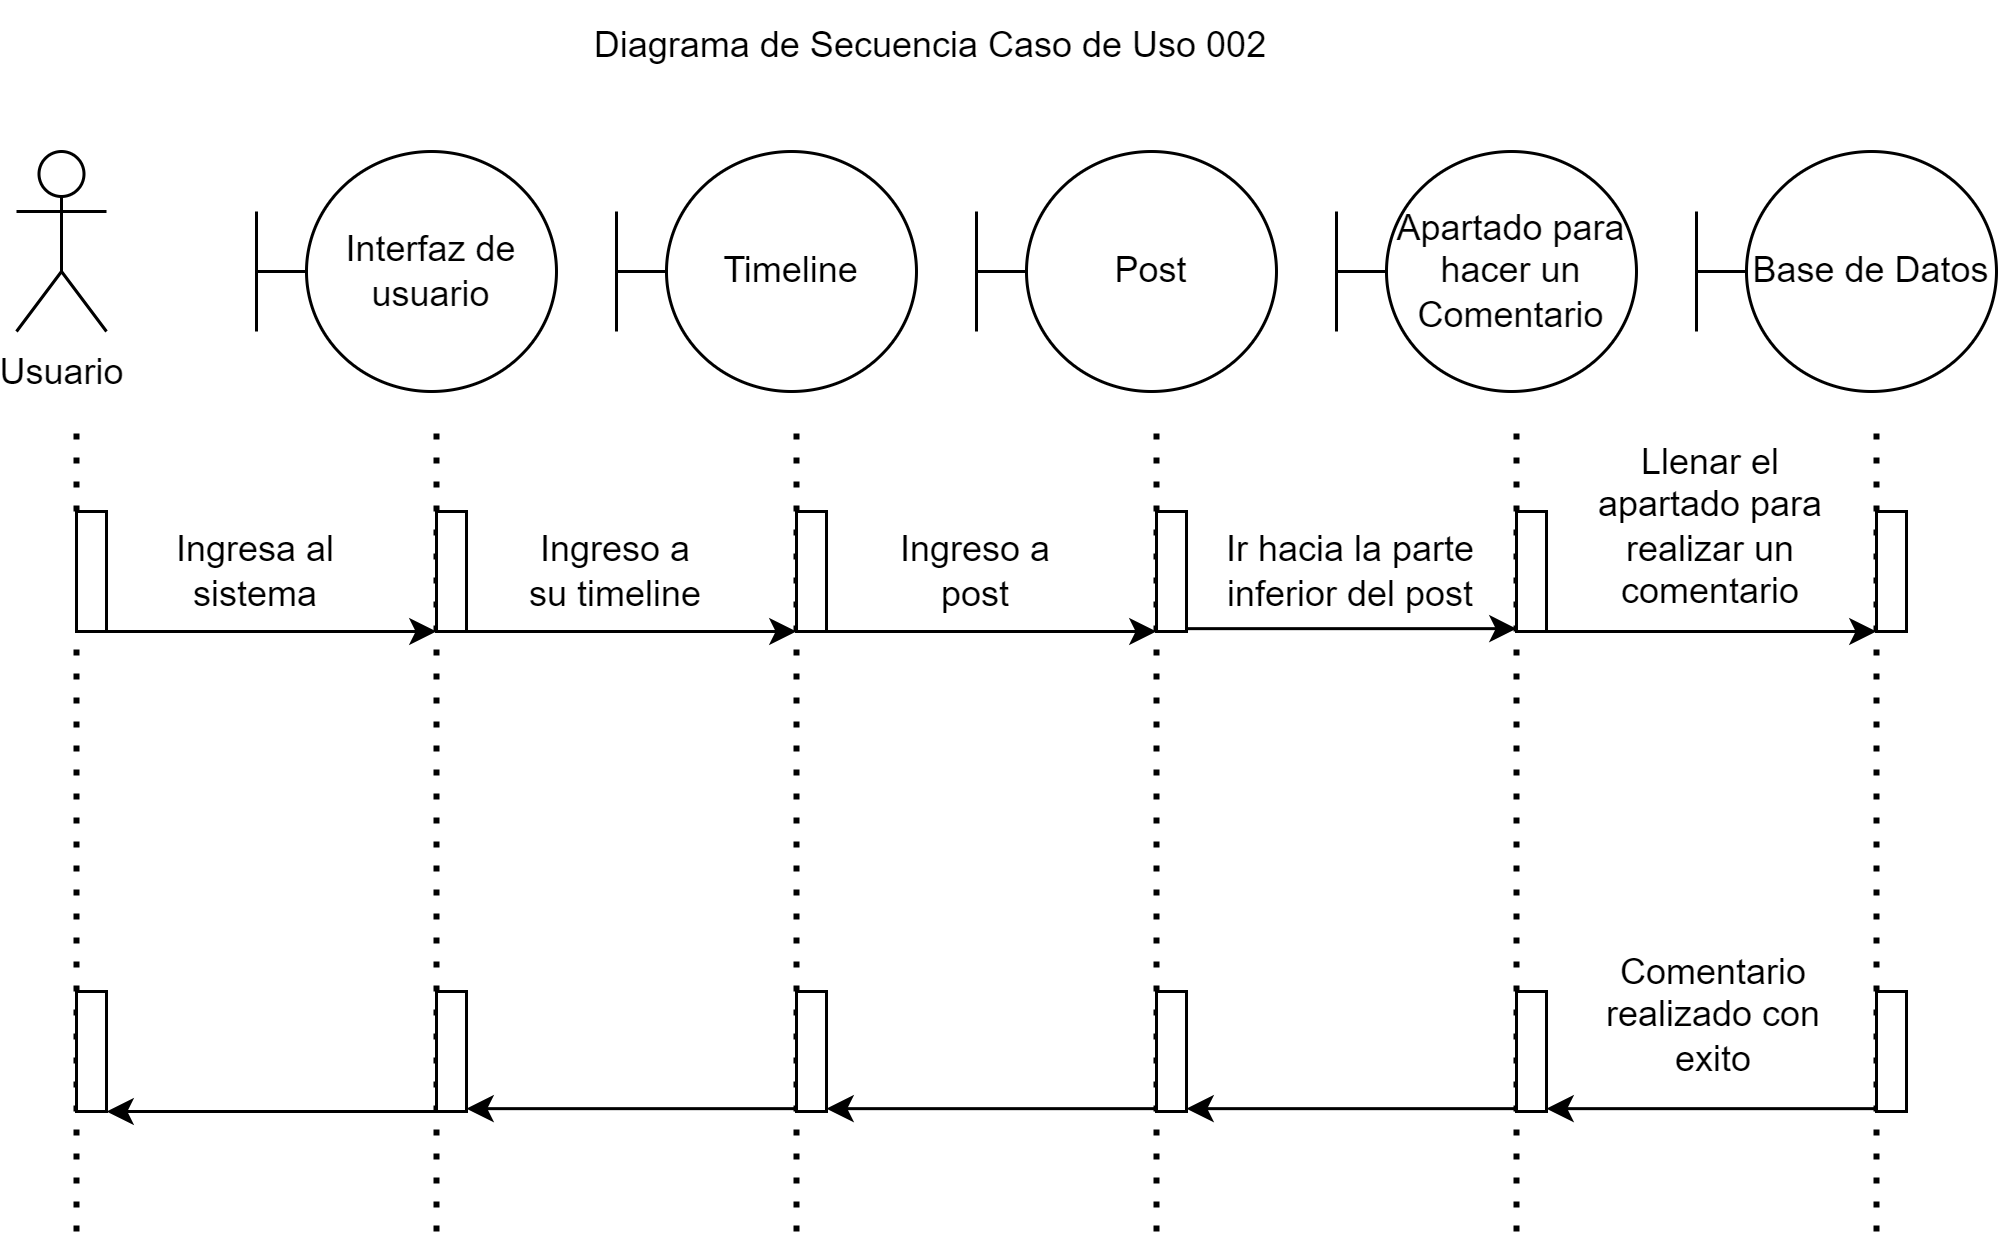 Diagrama de Secuencia Caso de Uso 002
Usuario
Interfaz de
usuario
Timeline
Post
Apartado para
hacer un
Comentario
Base de Datos
Ingresa al
sistema
Ingreso a
su timeline
Ingreso a
post
Ir hacia la parte
inferior del post
Llenar el
apartado para
realizar un
comentario
Comentario
realizado con
exito